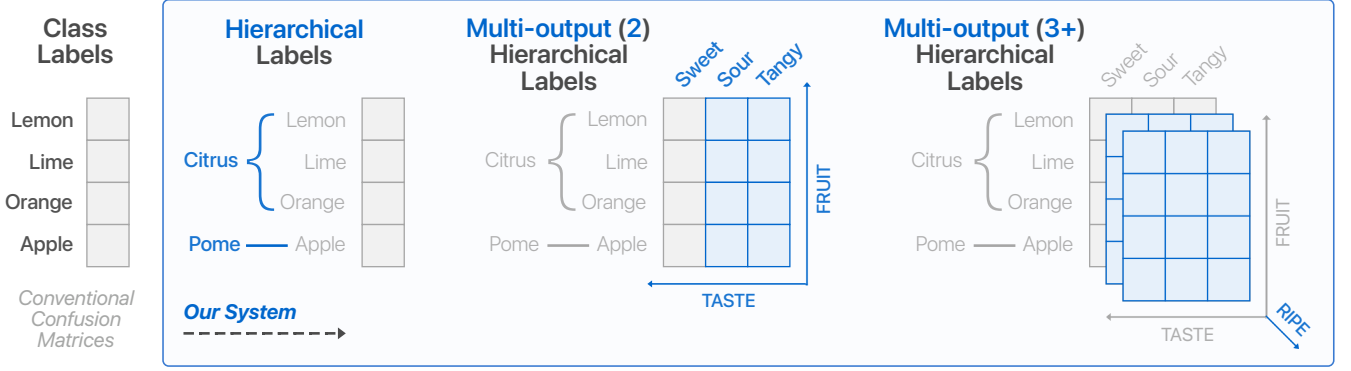 Class
Labels
Lemon
Lime
Orange
Apple
Conventional
Confusion
Matrices
Hierarchical
Labels
Citrus
Lemon
Lime
Orange
Pome
Apple
Our System
Multi-output (2)
Hierarchical
Labels
Sweet
Sour
Tangy
Citrus
Lemon
Lime
Orange
Pome
Apple
FRUIT
TASTE
Multi-output (3+)
Hierarchical
Labels
Sweet
Sour
Tangy
Citrus
Lemon
Lime
Orange
Pome
Apple
FRUIT
TASTE
RIPE